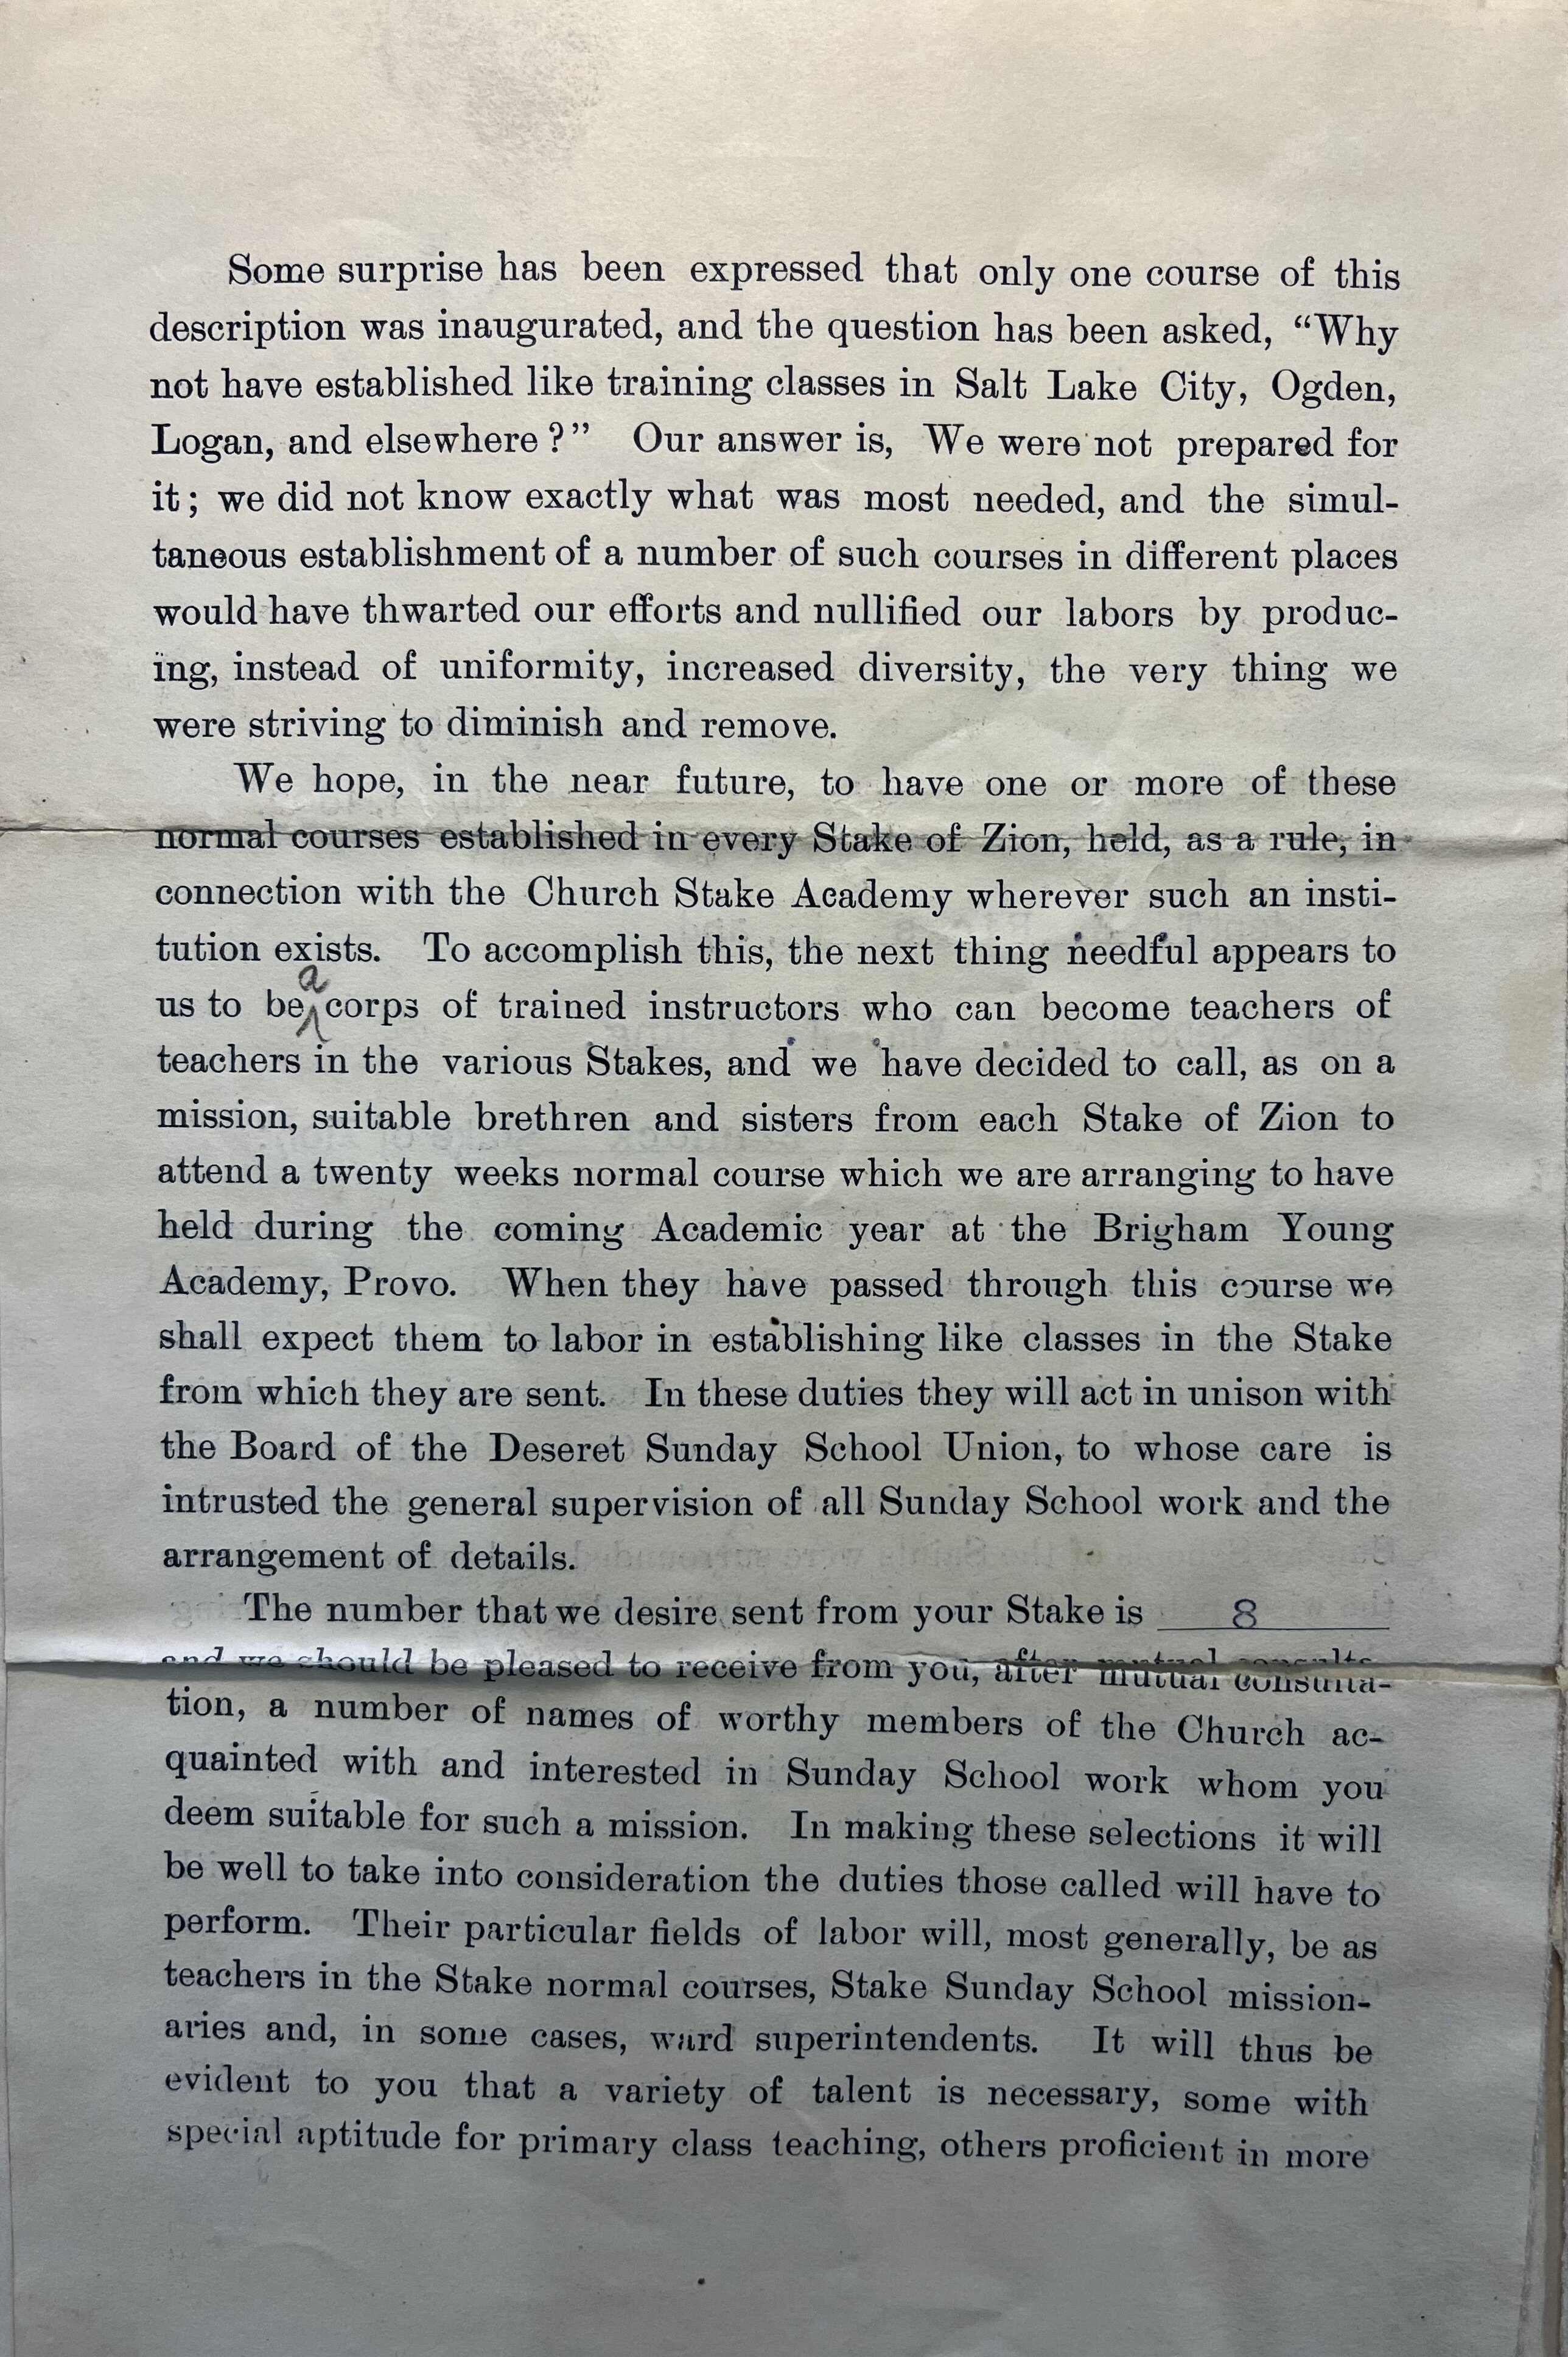 Some surprise has been expressed that only one course of this
description was inaugurated, and the question has been asked, “Why
not have established like training classes in Salt Lake City, Ogden,
Logan, and elsewhere?” Our answer is, We were not prepared for
it; we did not know exactly what was most needed, and the simul-
taneous establishment of a number of such courses in different places
would have thwarted our efforts and nullified our labors by produc-
ing, instead of uniformity, increased diversity, the very thing we
were striving to diminish and remove.
We hope, in the near future, to have one or more of these
normal courses established in every Stake of Zion, held, as a rule, in
connection with the Church Stake Academy wherever such an insti-
tution exists. To accomplish this, the next thing needful appears to
us to be a corps of trained instructors who can become teachers of
teachers in the various Stakes, and we have decided to call, as on a
mission, suitable brethren and sisters from each Stake of Zion to
attend a twenty weeks normal course which we are arranging to have
held during the coming Academic year at the Brigham Young
Academy, Provo. When they have passed through this course we
shall expect them to labor in establishing like classes in the Stake
from which they are sent. In these duties they will act in unison with
the Board of the Deseret Sunday School Union, to whose care is
intrusted the general supervision of all Sunday School work and the
arrangement of details.
The number that we desire sent from your Stake is 8
and we should be pleased to receive from you, after mutual consulta-
tion, a number of names of worthy members of the Church ac-
quainted with and interested in Sunday School work whom you
deem suitable for such a mission. In making these selections it will
be well to take into consideration the duties those called will have to
perform. Their particular fields of labor will, most generally, be as
teachers in the Stake normal courses, Stake Sunday School mission-
aries and, in some cases, ward superintendents. It will thus be
evident to you that a variety of talent is necessary, some with
special aptitude for primary class teaching, others proficient in more